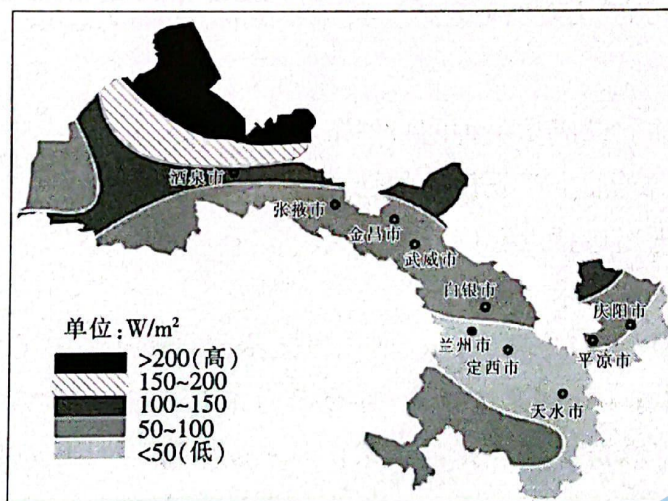 酒泉市
张掖市
金昌市
武威市
白银市
庆阳市
兰州市
平凉市
定西市
天水市
单位:W/m²
>200(高)
150~200
100~150
50~100
<50(低)